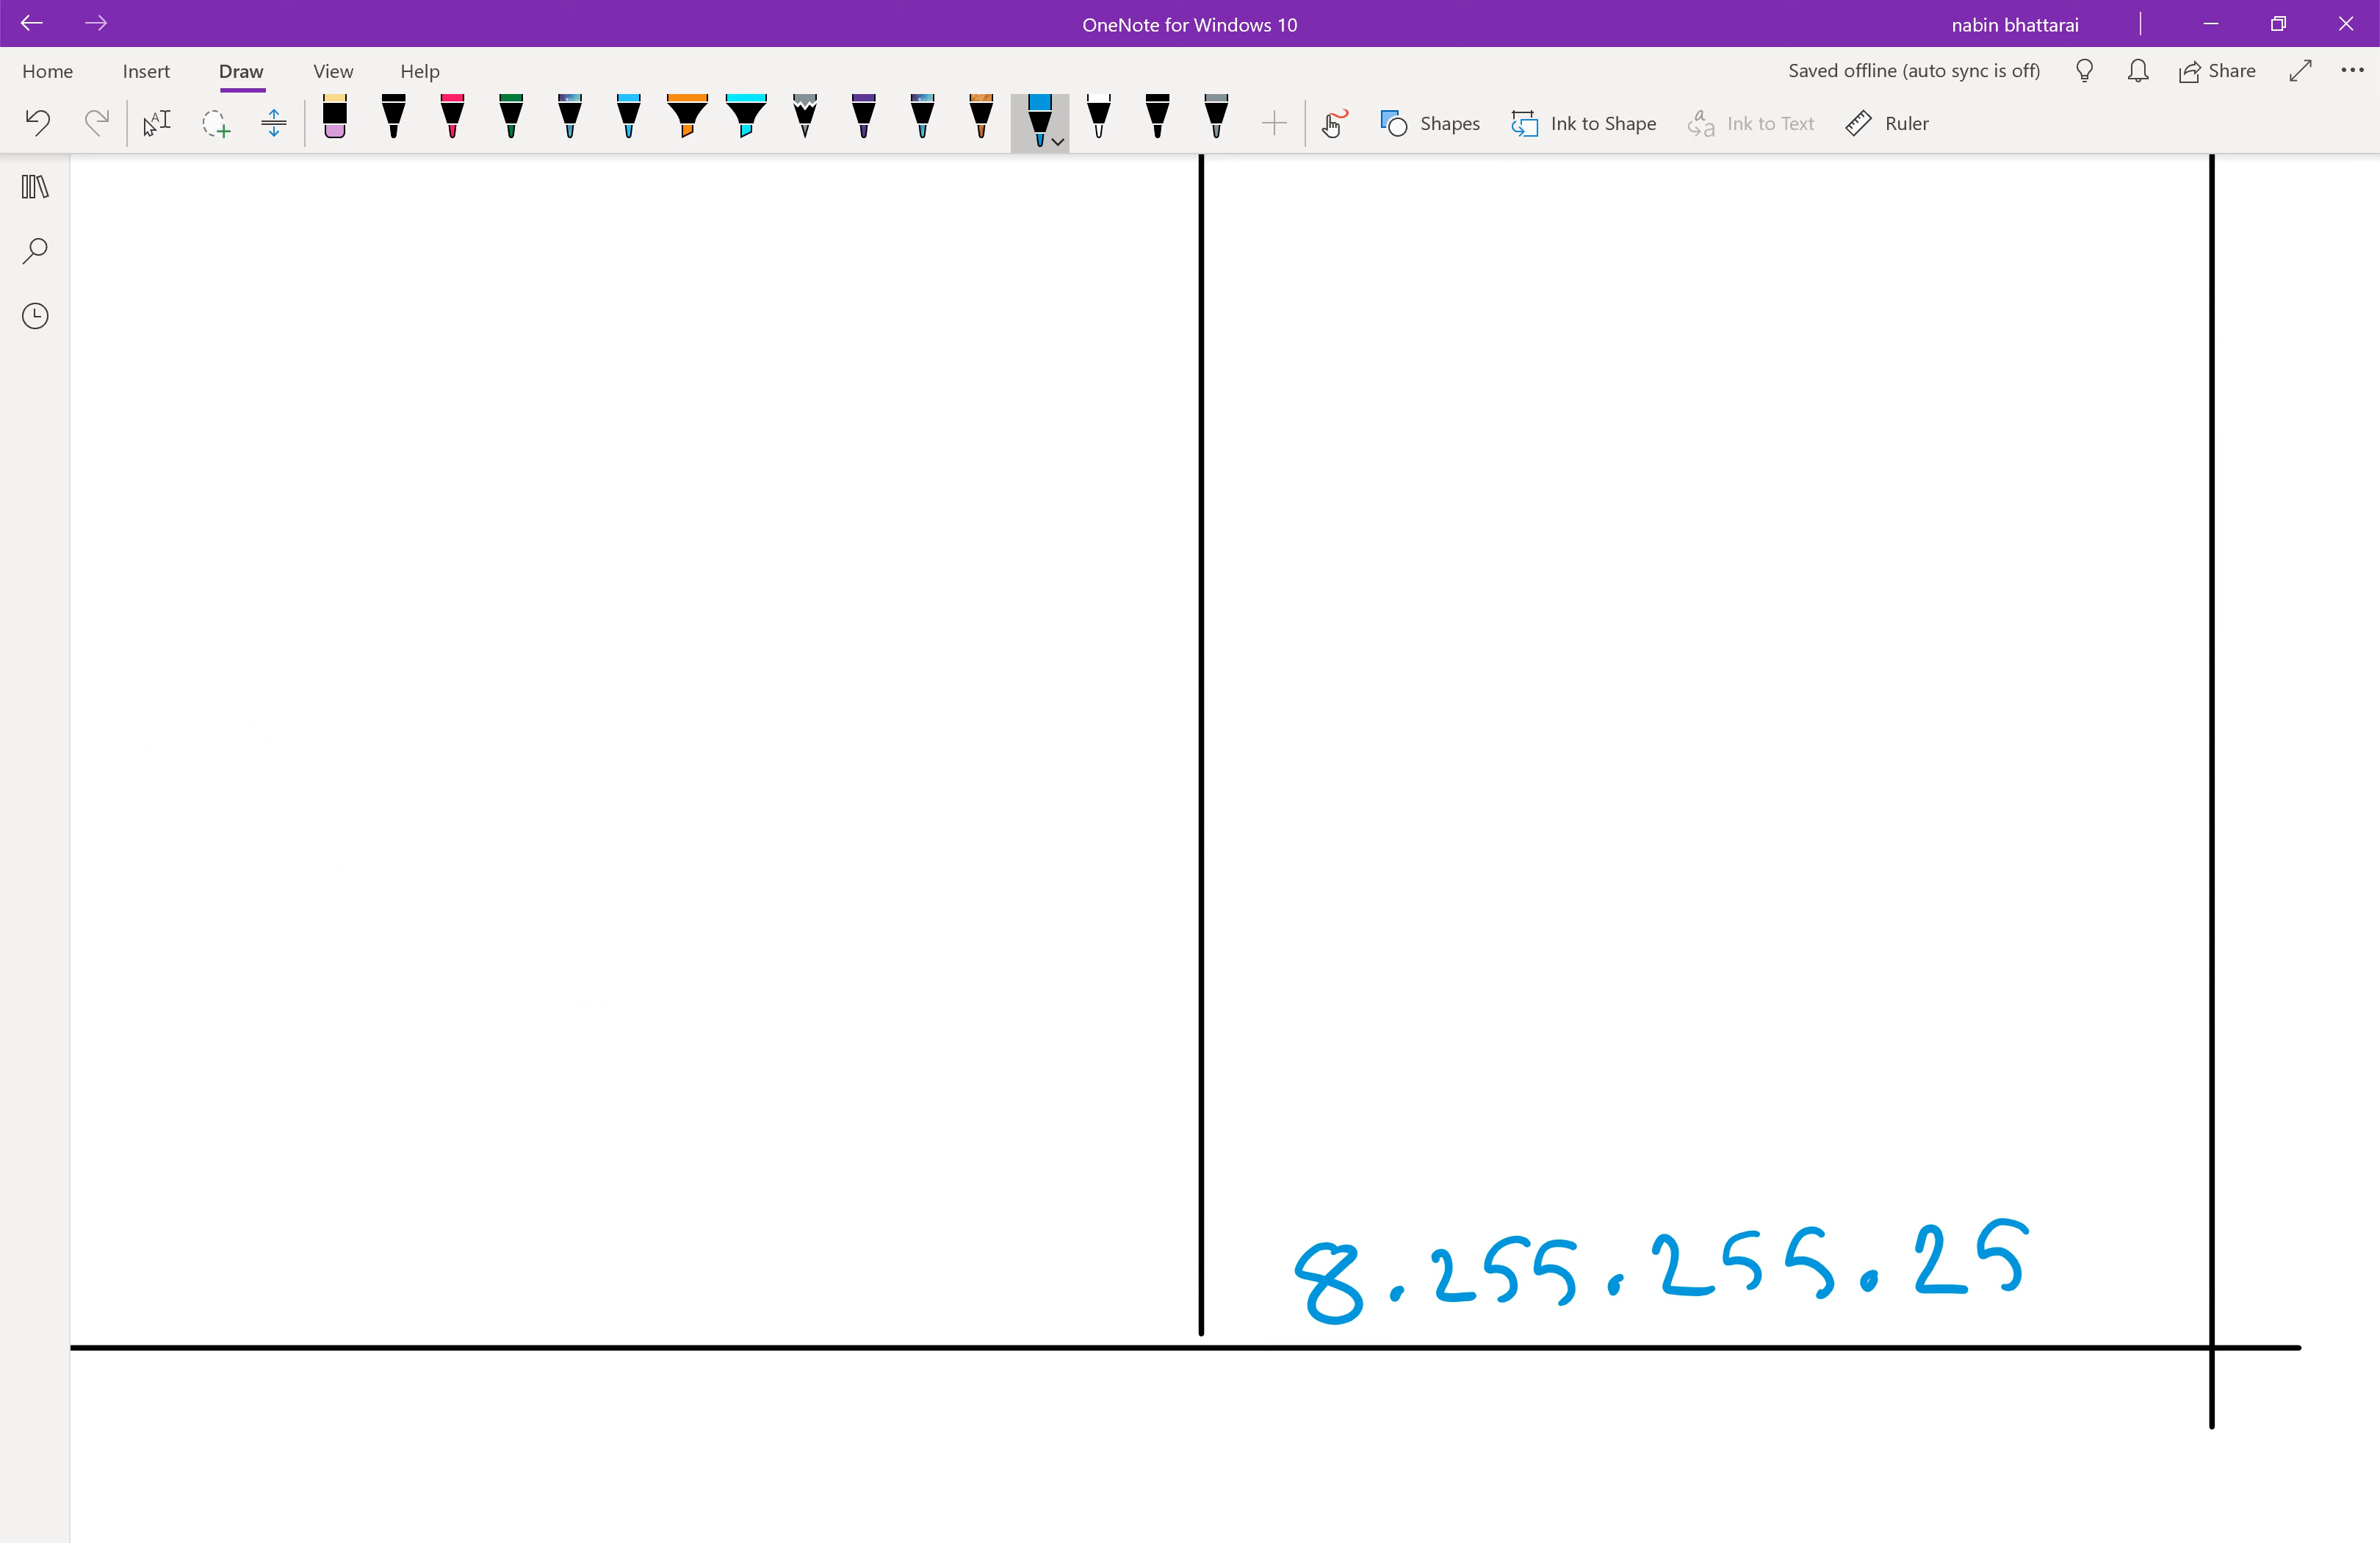 OneNote for Windows 10
nabin bhattarai
Home Insert Draw View Help
Saved offline (auto sync is off) Share
Shapes Ink to Shape Ink to Text Ruler
8.255.255.25